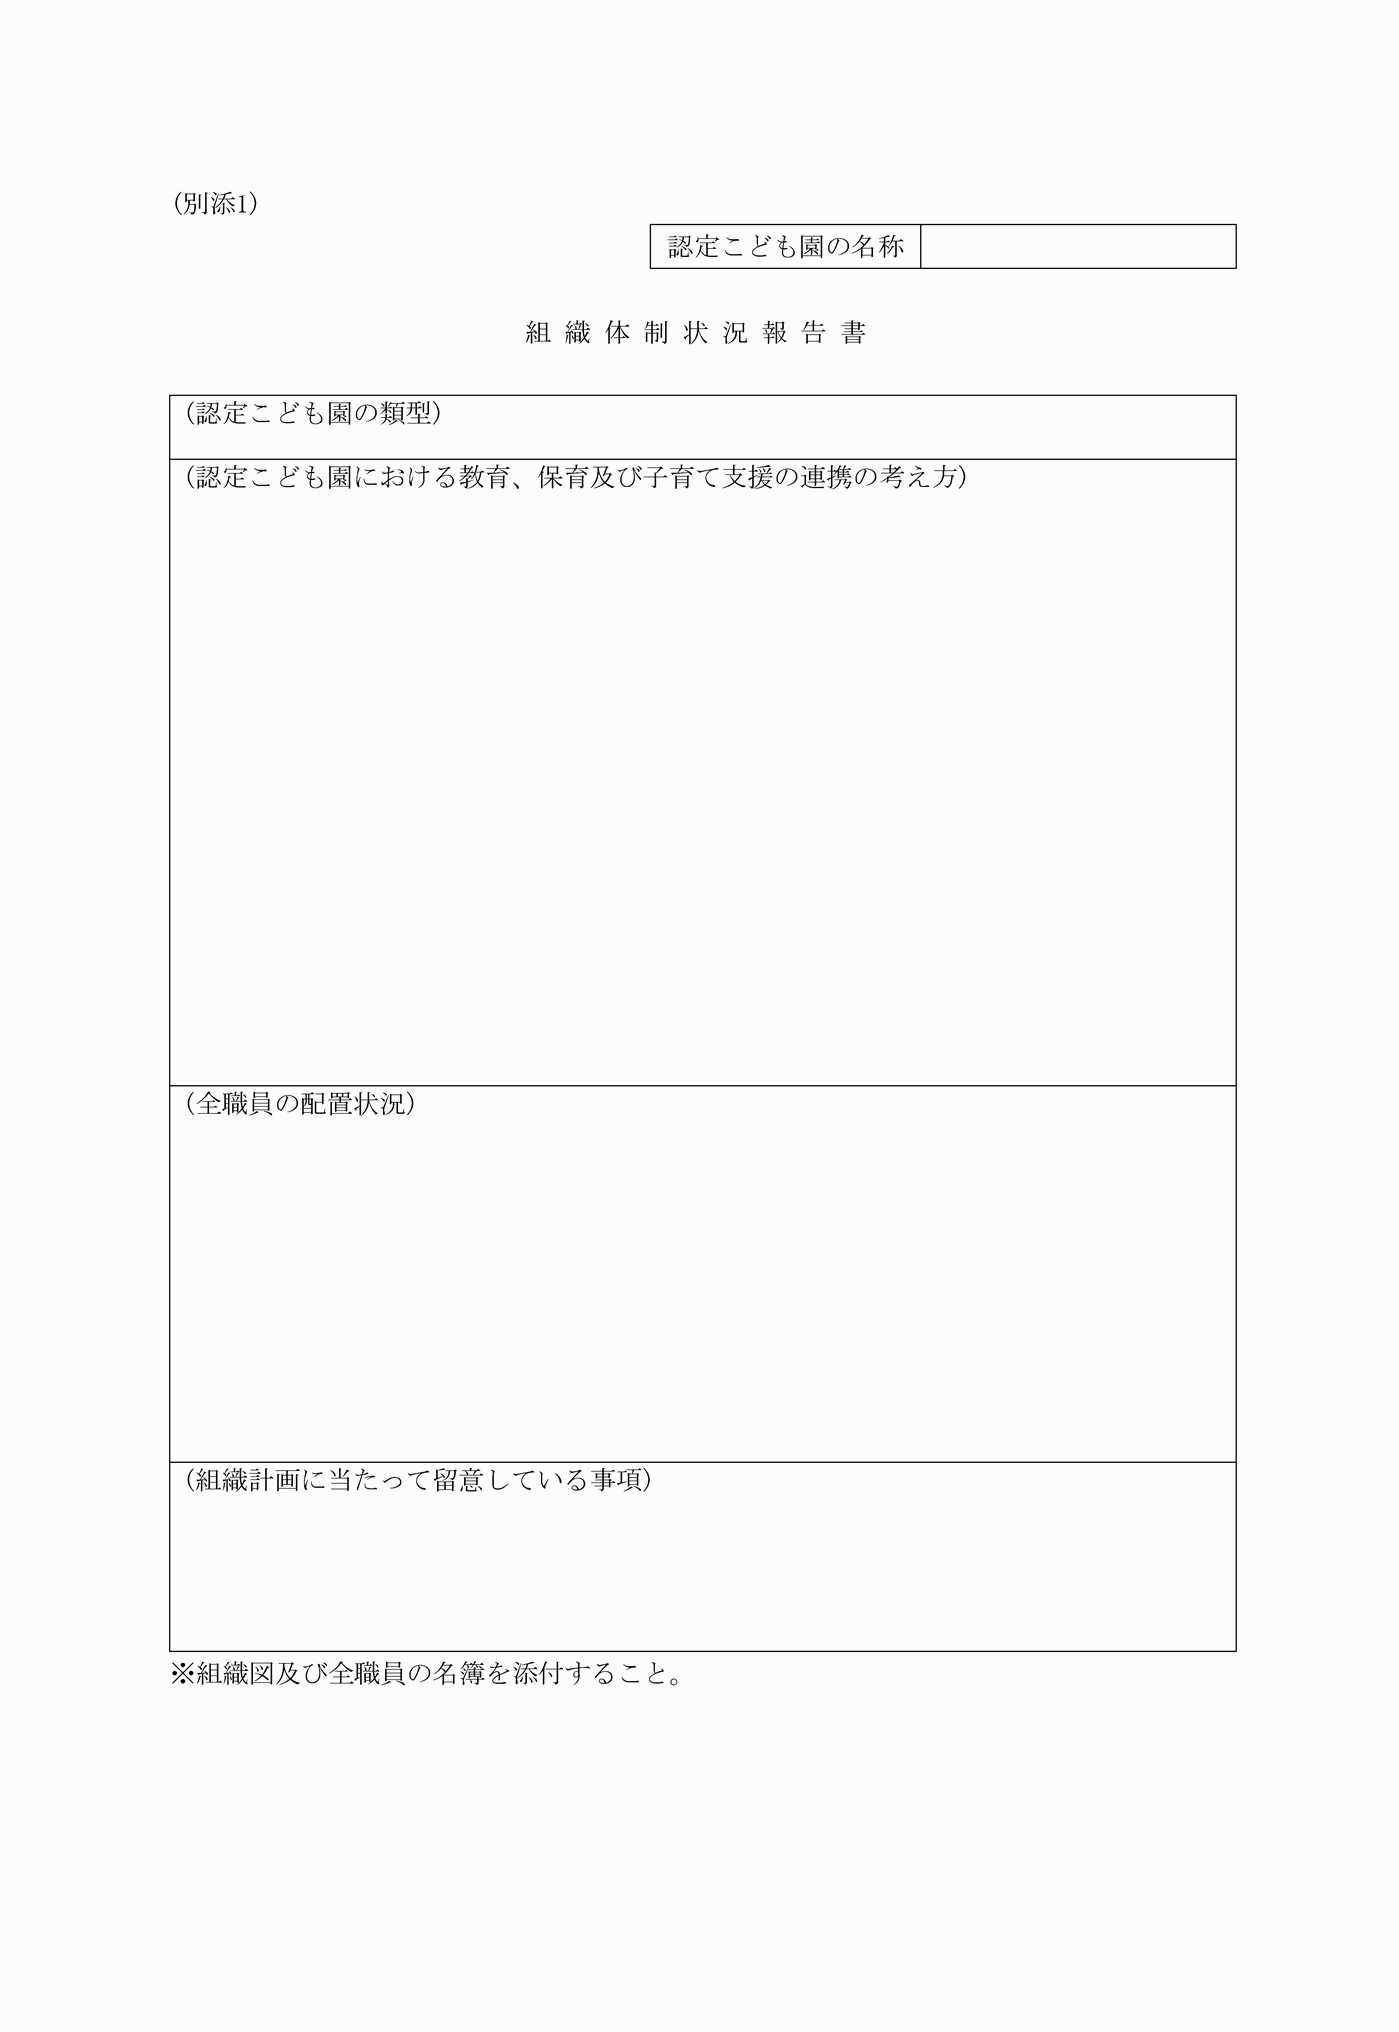 （別添1）
認定こども園の名称
組織体制状況報告書
（認定こども園の類型）
（認定こども園における教育、保育及び子育て支援の連携の考え方）
（全職員の配置状況）
（組織計画に当たって留意している事項）
※組織図及び全職員の名簿を添付すること。